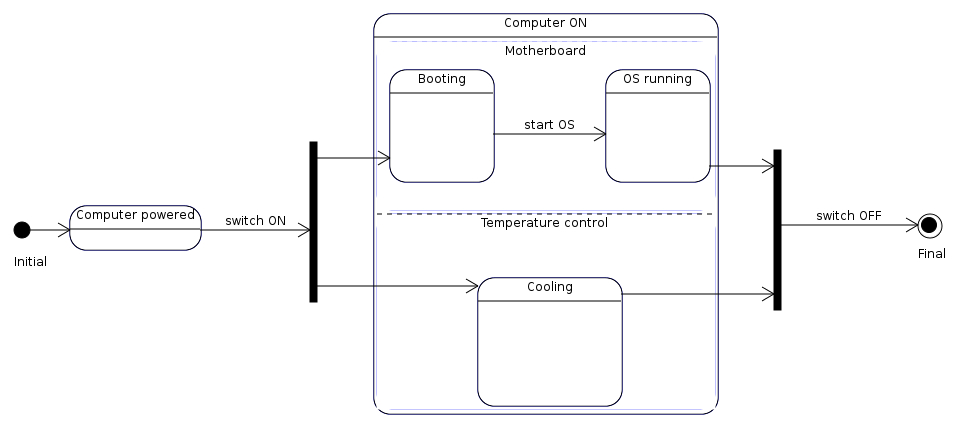 Computer ON
Motherboard
Booting
OS running
start OS
Computer powered
switch ON
switch OFF
Temperature control
Initial
Final
Cooling